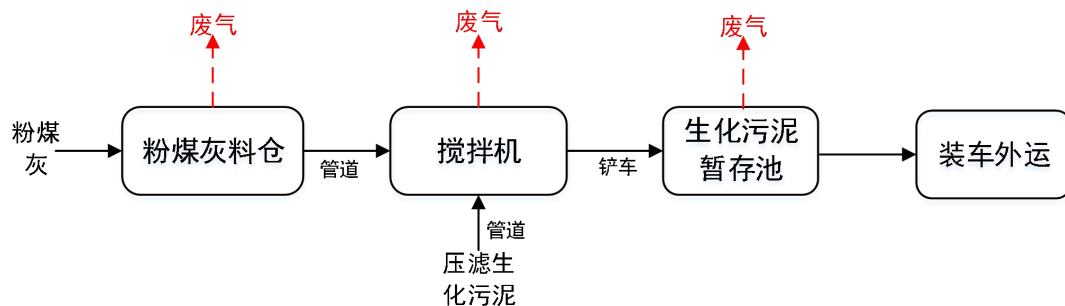 废气
废气
废气
粉煤
灰
粉煤灰料仓
管道
搅拌机
铲车
生化污泥
暂存池
装车外运
管道
压滤生
化污泥